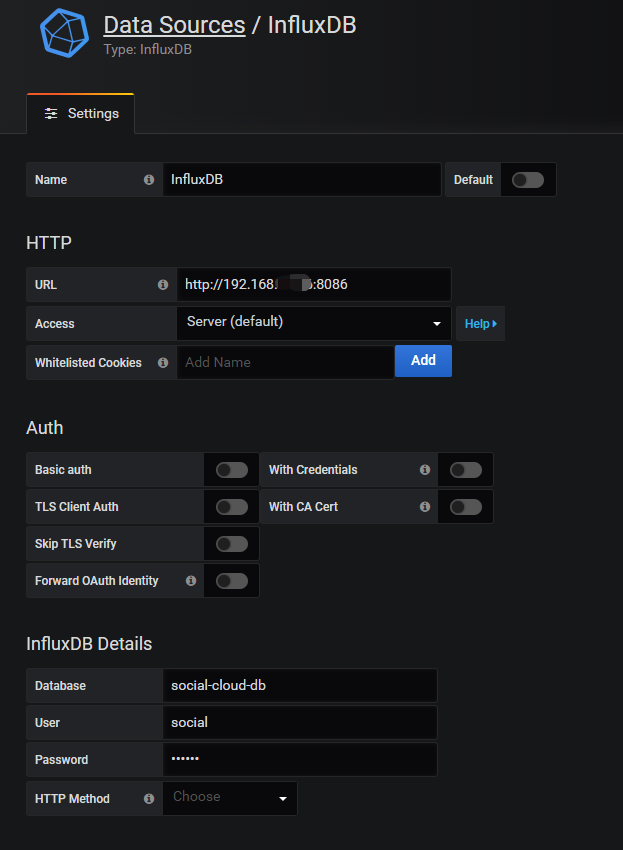 Data Sources / InfluxDB
Type: InfluxDB
Settings
Name InfluxDB Default
HTTP
URL http://192.168. :8086
Access Server (default) Help
Whitelisted Cookies Add Name Add
Auth
Basic auth With Credentials
TLS Client Auth With CA Cert
Skip TLS Verify
Forward OAuth Identity
InfluxDB Details
Database social-cloud-db
User social
Password ••••••
HTTP Method Choose